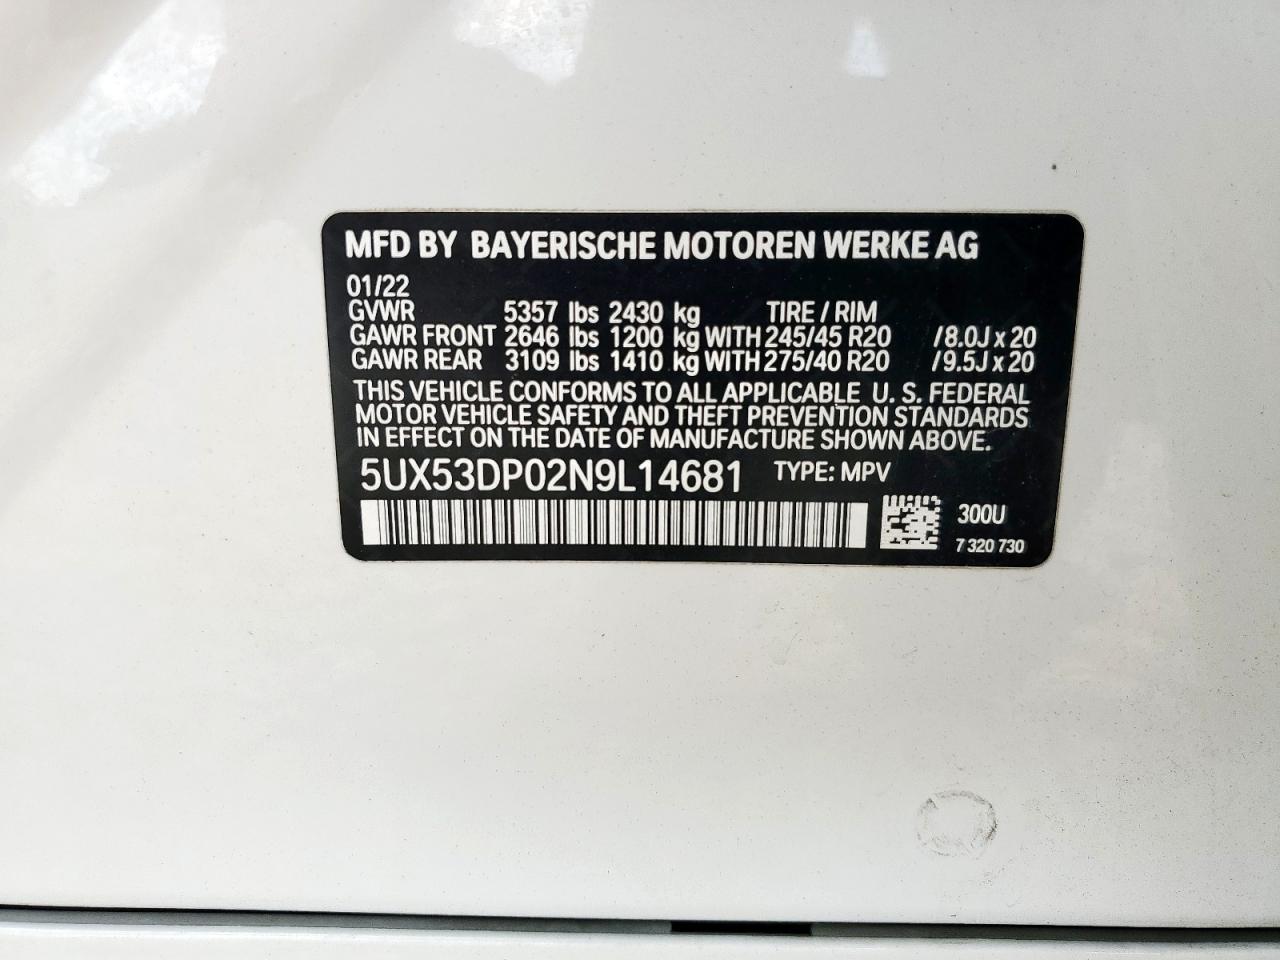 MFD BY BAYERISCHE MOTOREN WERKE AG
01/22
GVWR 5357 lbs 2430 kg TIRE / RIM
GAWR FRONT 2646 lbs 1200 kg WITH 245/45 R20 /8.0J x 20
GAWR REAR 3109 lbs 1410 kg WITH 275/40 R20 /9.5J x 20
THIS VEHICLE CONFORMS TO ALL APPLICABLE U. S. FEDERAL
MOTOR VEHICLE SAFETY AND THEFT PREVENTION STANDARDS
IN EFFECT ON THE DATE OF MANUFACTURE SHOWN ABOVE.
5UX53DP02N9L14681 TYPE: MPV
300U
7 320 730